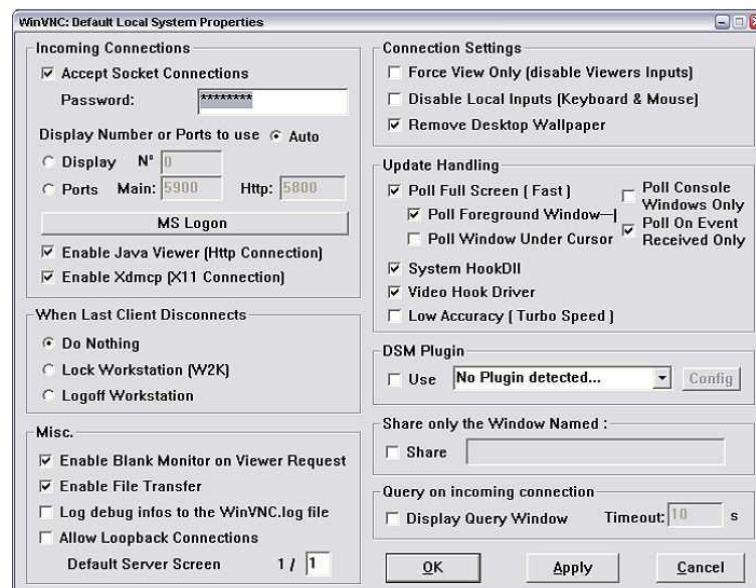 WinVNC: Default Local System Properties
Incoming Connections
Accept Socket Connections
Password: ********
Display Number or Ports to use Auto
Display N° 0
Ports Main: 5900 Http: 5800
MS Logon
Enable Java Viewer (Http Connection)
Enable Xdmcp (X11 Connection)
When Last Client Disconnects
Do Nothing
Lock Workstation (W2K)
Logoff Workstation
Misc.
Enable Blank Monitor on Viewer Request
Enable File Transfer
Log debug infos to the WinVNC.log file
Allow Loopback Connections
Default Server Screen 1 / 1
Connection Settings
Force View Only (disable Viewers Inputs)
Disable Local Inputs (Keyboard & Mouse)
Remove Desktop Wallpaper
Update Handling
Poll Full Screen ( Fast )
Poll Foreground Window---|
Poll Window Under Cursor
Poll Console
Windows Only
Poll On Event
Received Only
System HookDll
Video Hook Driver
Low Accuracy ( Turbo Speed )
DSM Plugin
Use No Plugin detected... Config
Share only the Window Named :
Share
Query on incoming connection
Display Query Window Timeout: 10 s
OK Apply Cancel